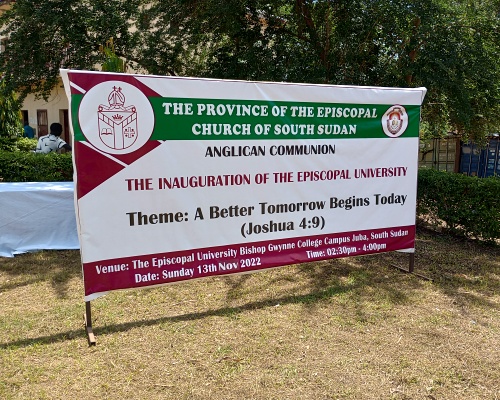 THE PROVINCE OF THE EPISCOPAL
CHURCH OF SOUTH SUDAN
ANGLICAN COMMUNION
THE INAUGURATION OF THE EPISCOPAL UNIVERSITY
Theme: A Better Tomorrow Begins Today
(Joshua 4:9)
Venue: The Episcopal University Bishop Gwynne College Campus Juba, South Sudan
Date: Sunday 13th Nov 2022 Time: 02:30pm - 4:00pm